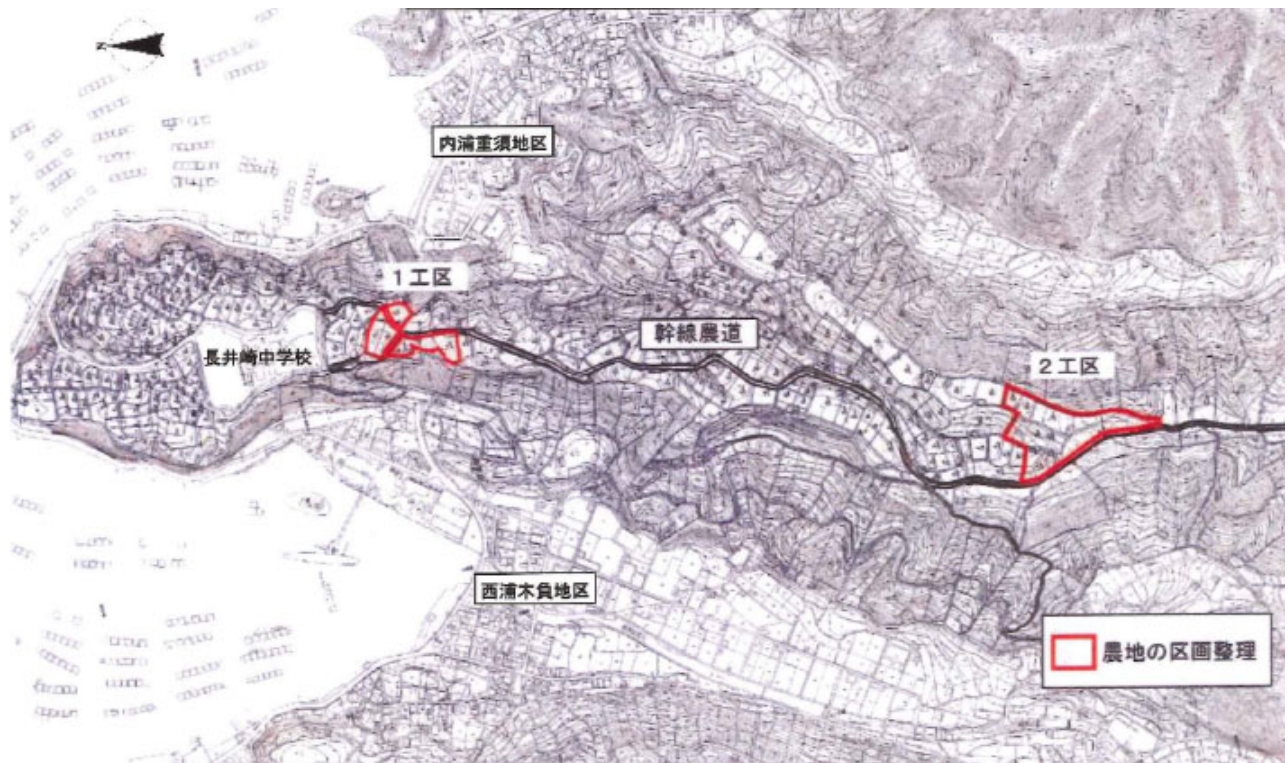 内浦重須地区
1工区
長井崎中学校
幹線農道
2工区
西浦木負地区
農地の区画整理